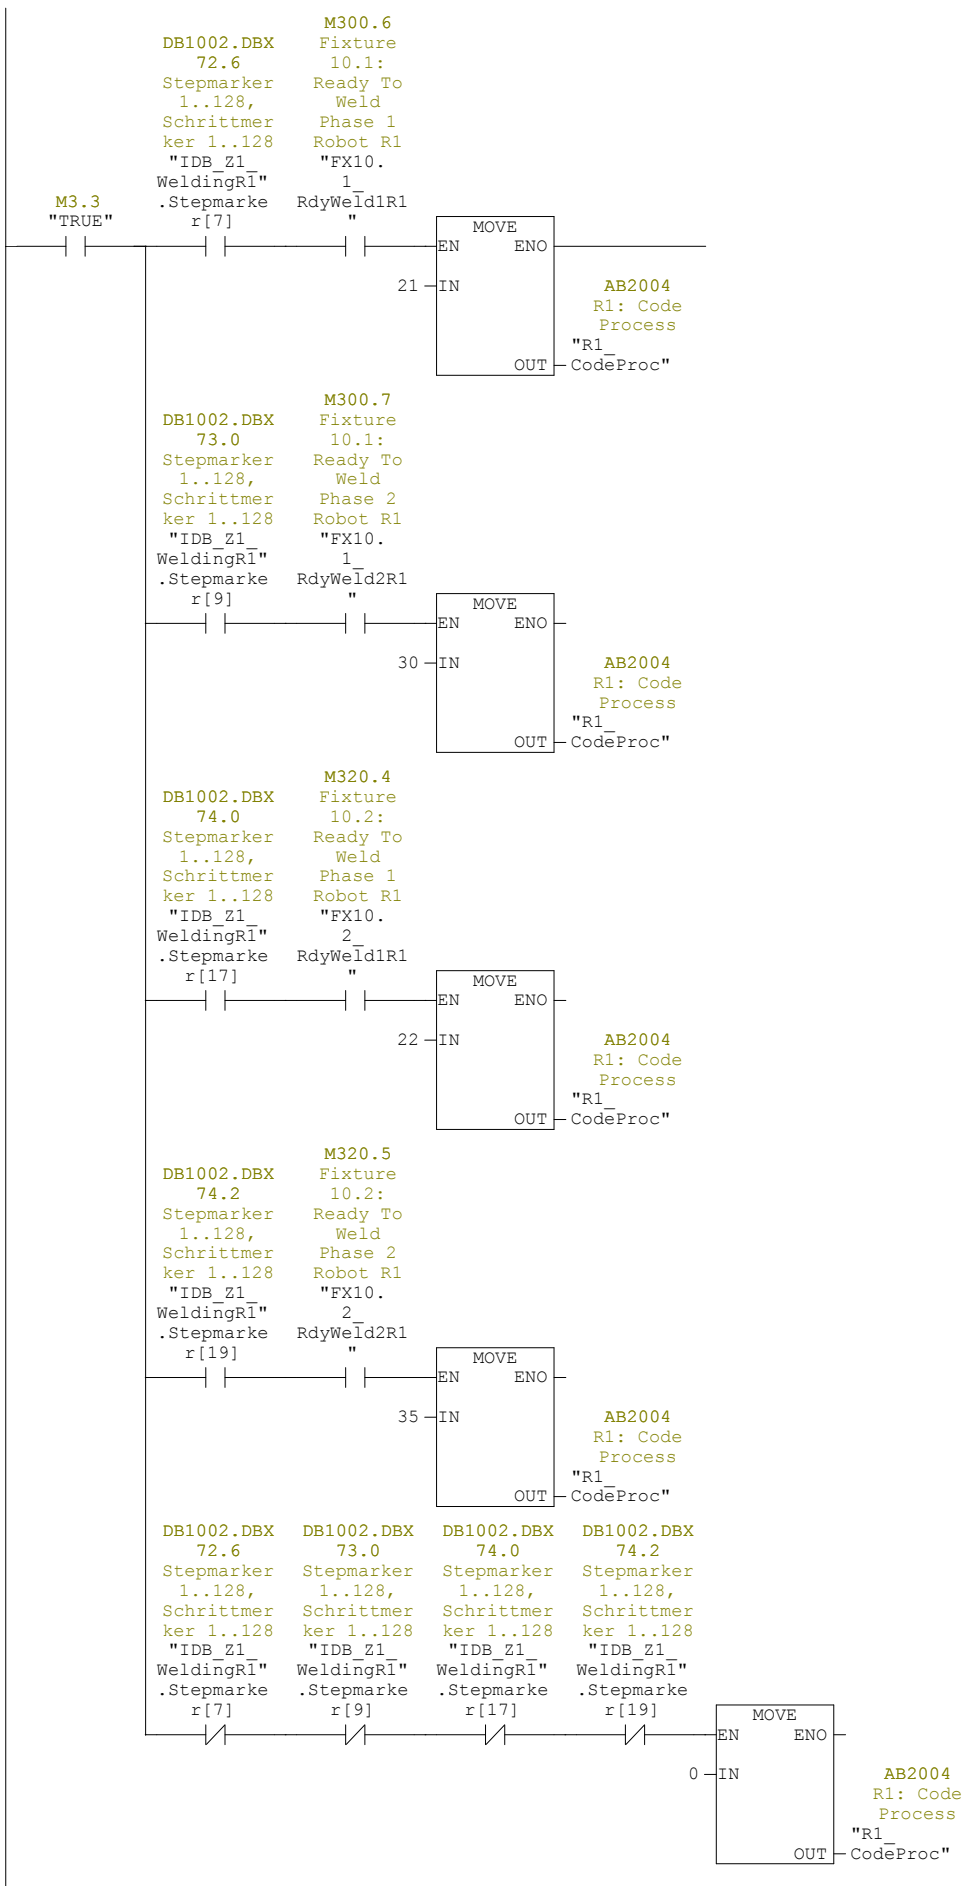 M300.6
DB1002.DBX Fixture
72.6 10.1:
Stepmarker Ready To
1..128, Weld
Schrittmer Phase 1
ker 1..128 Robot R1
"IDB_Z1_ "FX10.
WeldingR1" 1_
M3.3 .Stepmarke RdyWeld1R1
"TRUE" r[7] "
MOVE
EN ENO
21 IN AB2004
R1: Code
Process
"R1_
OUT CodeProc"
M300.7
DB1002.DBX Fixture
73.0 10.1:
Stepmarker Ready To
1..128, Weld
Schrittmer Phase 2
ker 1..128 Robot R1
"IDB_Z1_ "FX10.
WeldingR1" 1_
.Stepmarke RdyWeld2R1
r[9] "
MOVE
EN ENO
30 IN AB2004
R1: Code
Process
"R1_
OUT CodeProc"
M320.4
DB1002.DBX Fixture
74.0 10.2:
Stepmarker Ready To
1..128, Weld
Schrittmer Phase 1
ker 1..128 Robot R1
"IDB_Z1_ "FX10.
WeldingR1" 2_
.Stepmarke RdyWeld1R1
r[17] "
MOVE
EN ENO
22 IN AB2004
R1: Code
Process
"R1_
OUT CodeProc"
M320.5
DB1002.DBX Fixture
74.2 10.2:
Stepmarker Ready To
1..128, Weld
Schrittmer Phase 2
ker 1..128 Robot R1
"IDB_Z1_ "FX10.
WeldingR1" 2_
.Stepmarke RdyWeld2R1
r[19] "
MOVE
EN ENO
35 IN AB2004
R1: Code
Process
"R1_
OUT CodeProc"
DB1002.DBX DB1002.DBX DB1002.DBX DB1002.DBX
72.6 73.0 74.0 74.2
Stepmarker Stepmarker Stepmarker Stepmarker
1..128, 1..128, 1..128, 1..128,
Schrittmer Schrittmer Schrittmer Schrittmer
ker 1..128 ker 1..128 ker 1..128 ker 1..128
"IDB_Z1_ "IDB_Z1_ "IDB_Z1_ "IDB_Z1_
WeldingR1" WeldingR1" WeldingR1" WeldingR1"
.Stepmarke .Stepmarke .Stepmarke .Stepmarke
r[7] r[9] r[17] r[19]
MOVE
EN ENO
0 IN AB2004
R1: Code
Process
"R1_
OUT CodeProc"